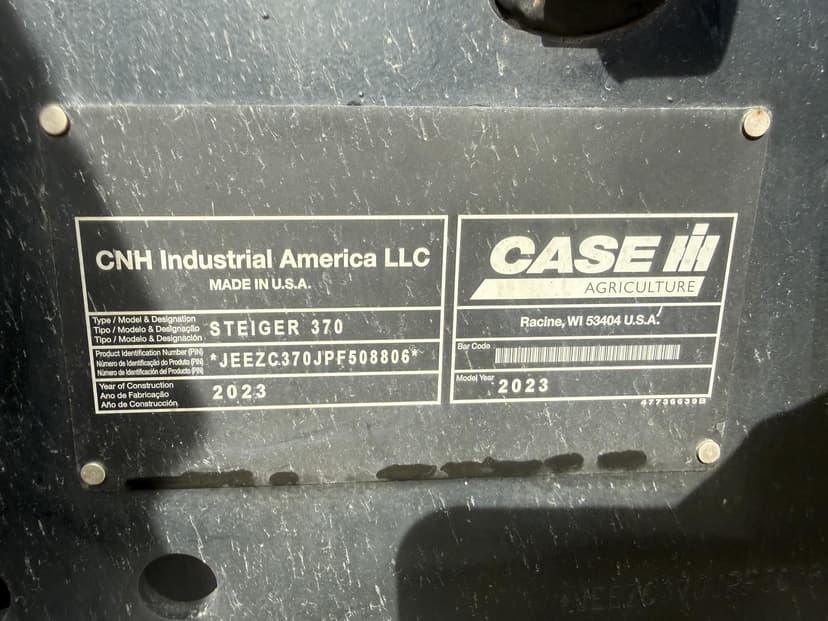 CNH Industrial America LLC
MADE IN U.S.A.
Type / Model & Designation
Tipo / Modelo & Designação
Tipo / Modelo & Designación
STEIGER 370
Product Identification Number (PIN)
Número de Identificação do Produto (PIN)
Número de Identificación del Producto (PIN)
*JEEZC370JPF508806*
Year of Construction
Ano de Fabricação
Año de Construcción
2023
CASE IH
AGRICULTURE
Racine, WI 53404 U.S.A.
Bar Code
Model Year
2023
47736639B